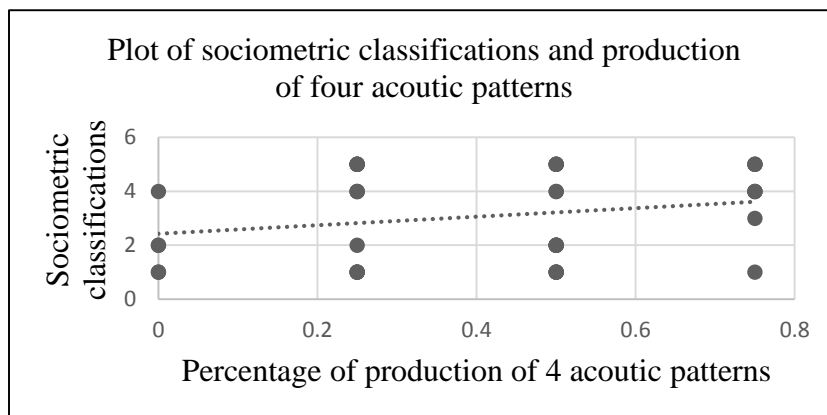 Plot of sociometric classifications and production
of four acoutic patterns
Sociometric
classifications
6
4
2
0
0
0.2
0.4
0.6
0.8
Percentage of production of 4 acoutic patterns